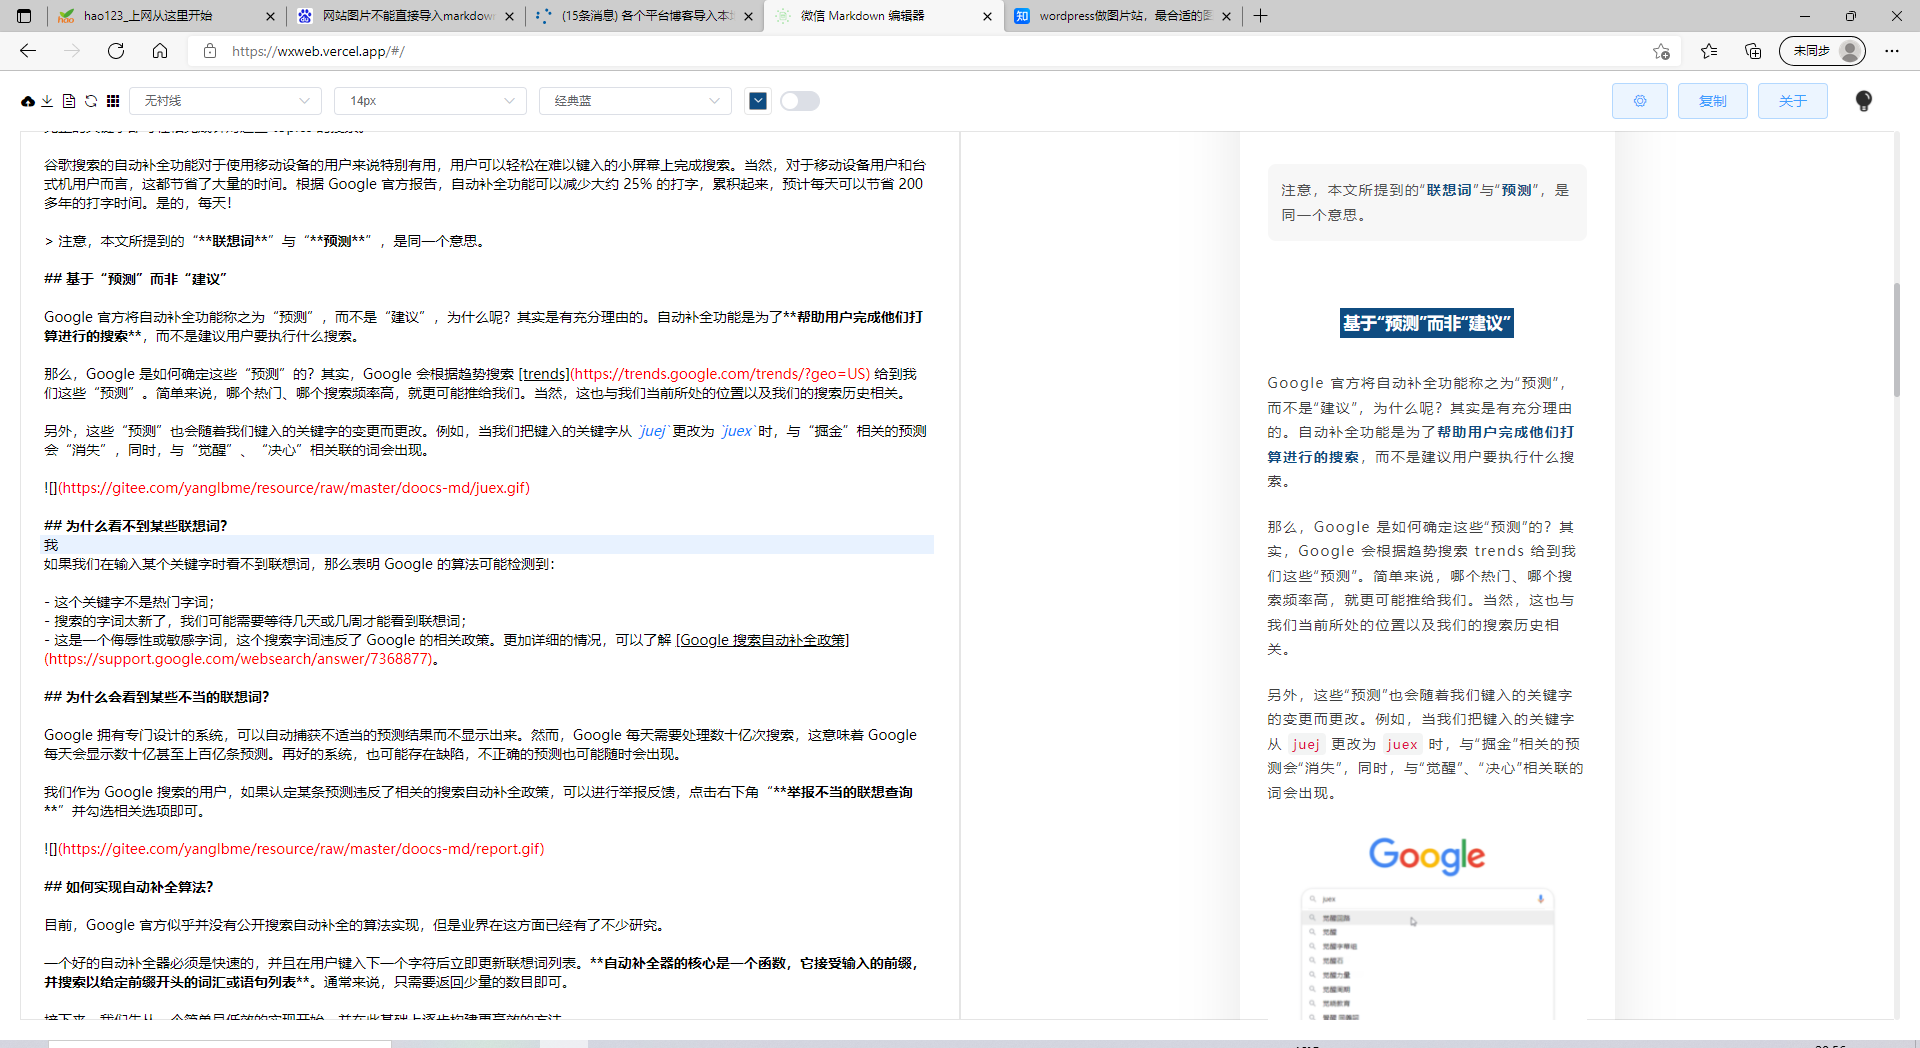 hao123_上网从这里开始
网站图片不能直接导入markdown
(15条消息) 各个平台博客导入本地
微信 Markdown 编辑器
wordpress做图片站，最合适的图
https://wxweb.vercel.app/#/
未同步
无衬线
14px
经典蓝
复制
关于
谷歌搜索的自动补全功能对于使用移动设备的用户来说特别有用，用户可以轻松在难以键入的小屏幕上完成搜索。当然，对于移动设备用户和台
式机用户而言，这都节省了大量的时间。根据 Google 官方报告，自动补全功能可以减少大约 25% 的打字，累积起来，预计每天可以节省 200
多年的打字时间。是的，每天！
> 注意，本文所提到的“**联想词**”与“**预测**”，是同一个意思。
## 基于“预测”而非“建议”
Google 官方将自动补全功能称之为“预测”，而不是“建议”，为什么呢？其实是有充分理由的。自动补全功能是为了**帮助用户完成他们打
算进行的搜索**，而不是建议用户要执行什么搜索。
那么，Google 是如何确定这些“预测”的？其实，Google 会根据趋势搜索 [trends](https://trends.google.com/trends/?geo=US) 给到我
们这些“预测”。简单来说，哪个热门、哪个搜索频率高，就更可能推给我们。当然，这也与我们当前所处的位置以及我们的搜索历史相关。
另外，这些“预测”也会随着我们键入的关键字的变更而更改。例如，当我们把键入的关键字从 `juej` 更改为 `juex` 时，与“掘金”相关的预测
会“消失”，同时，与“觉醒”、“决心”相关联的词会出现。
![](https://gitee.com/yanglbme/resource/raw/master/doocs-md/juex.gif)
## 为什么看不到某些联想词？
我
如果我们在输入某个关键字时看不到联想词，那么表明 Google 的算法可能检测到：
- 这个关键字不是热门字词；
- 搜索的字词太新了，我们可能需要等待几天或几周才能看到联想词；
- 这是一个侮辱性或敏感字词，这个搜索字词违反了 Google 的相关政策。更加详细的情况，可以了解 [Google 搜索自动补全政策]
(https://support.google.com/websearch/answer/7368877)。
## 为什么会看到某些不当的联想词？
Google 拥有专门设计的系统，可以自动捕获不适当的预测结果而不显示出来。然而，Google 每天需要处理数十亿次搜索，这意味着 Google
每天会显示数十亿甚至上百亿条预测。再好的系统，也可能存在缺陷，不正确的预测也可能随时会出现。
我们作为 Google 搜索的用户，如果认定某条预测违反了相关的搜索自动补全政策，可以进行举报反馈，点击右下角“**举报不当的联想查询
**”并勾选相关选项即可。
![](https://gitee.com/yanglbme/resource/raw/master/doocs-md/report.gif)
## 如何实现自动补全算法？
目前，Google 官方似乎并没有公开搜索自动补全的算法实现，但是业界在这方面已经有了不少研究。
一个好的自动补全器必须是快速的，并且在用户键入下一个字符后立即更新联想词列表。**自动补全器的核心是一个函数，它接受输入的前缀，
并搜索以给定前缀开头的词汇或语句列表**。通常来说，只需要返回少量的数目即可。
接下来，我们先从一个简单且低效的实现开始，并在此基础上逐步构建更高效的方法。
注意，本文所提到的“联想词”与“预测”，是
同一个意思。
基于“预测”而非“建议”
Google 官方将自动补全功能称之为“预测”，
而不是“建议”，为什么呢？其实是有充分理由
的。自动补全功能是为了帮助用户完成他们打
算进行的搜索，而不是建议用户要执行什么搜
索。
那么，Google 是如何确定这些“预测”的？其
实，Google 会根据趋势搜索 trends 给到我
们这些“预测”。简单来说，哪个热门、哪个搜
索频率高，就更可能推给我们。当然，这也与
我们当前所处的位置以及我们的搜索历史相
关。
另外，这些“预测”也会随着我们键入的关键字
的变更而更改。例如，当我们把键入的关键字
从 juej 更改为 juex 时，与“掘金”相关的预
测会“消失”，同时，与“觉醒”、“决心”相关联的
词会出现。
Google
juex
觉醒
觉醒字幕组
觉醒石
觉醒力量
觉醒周期